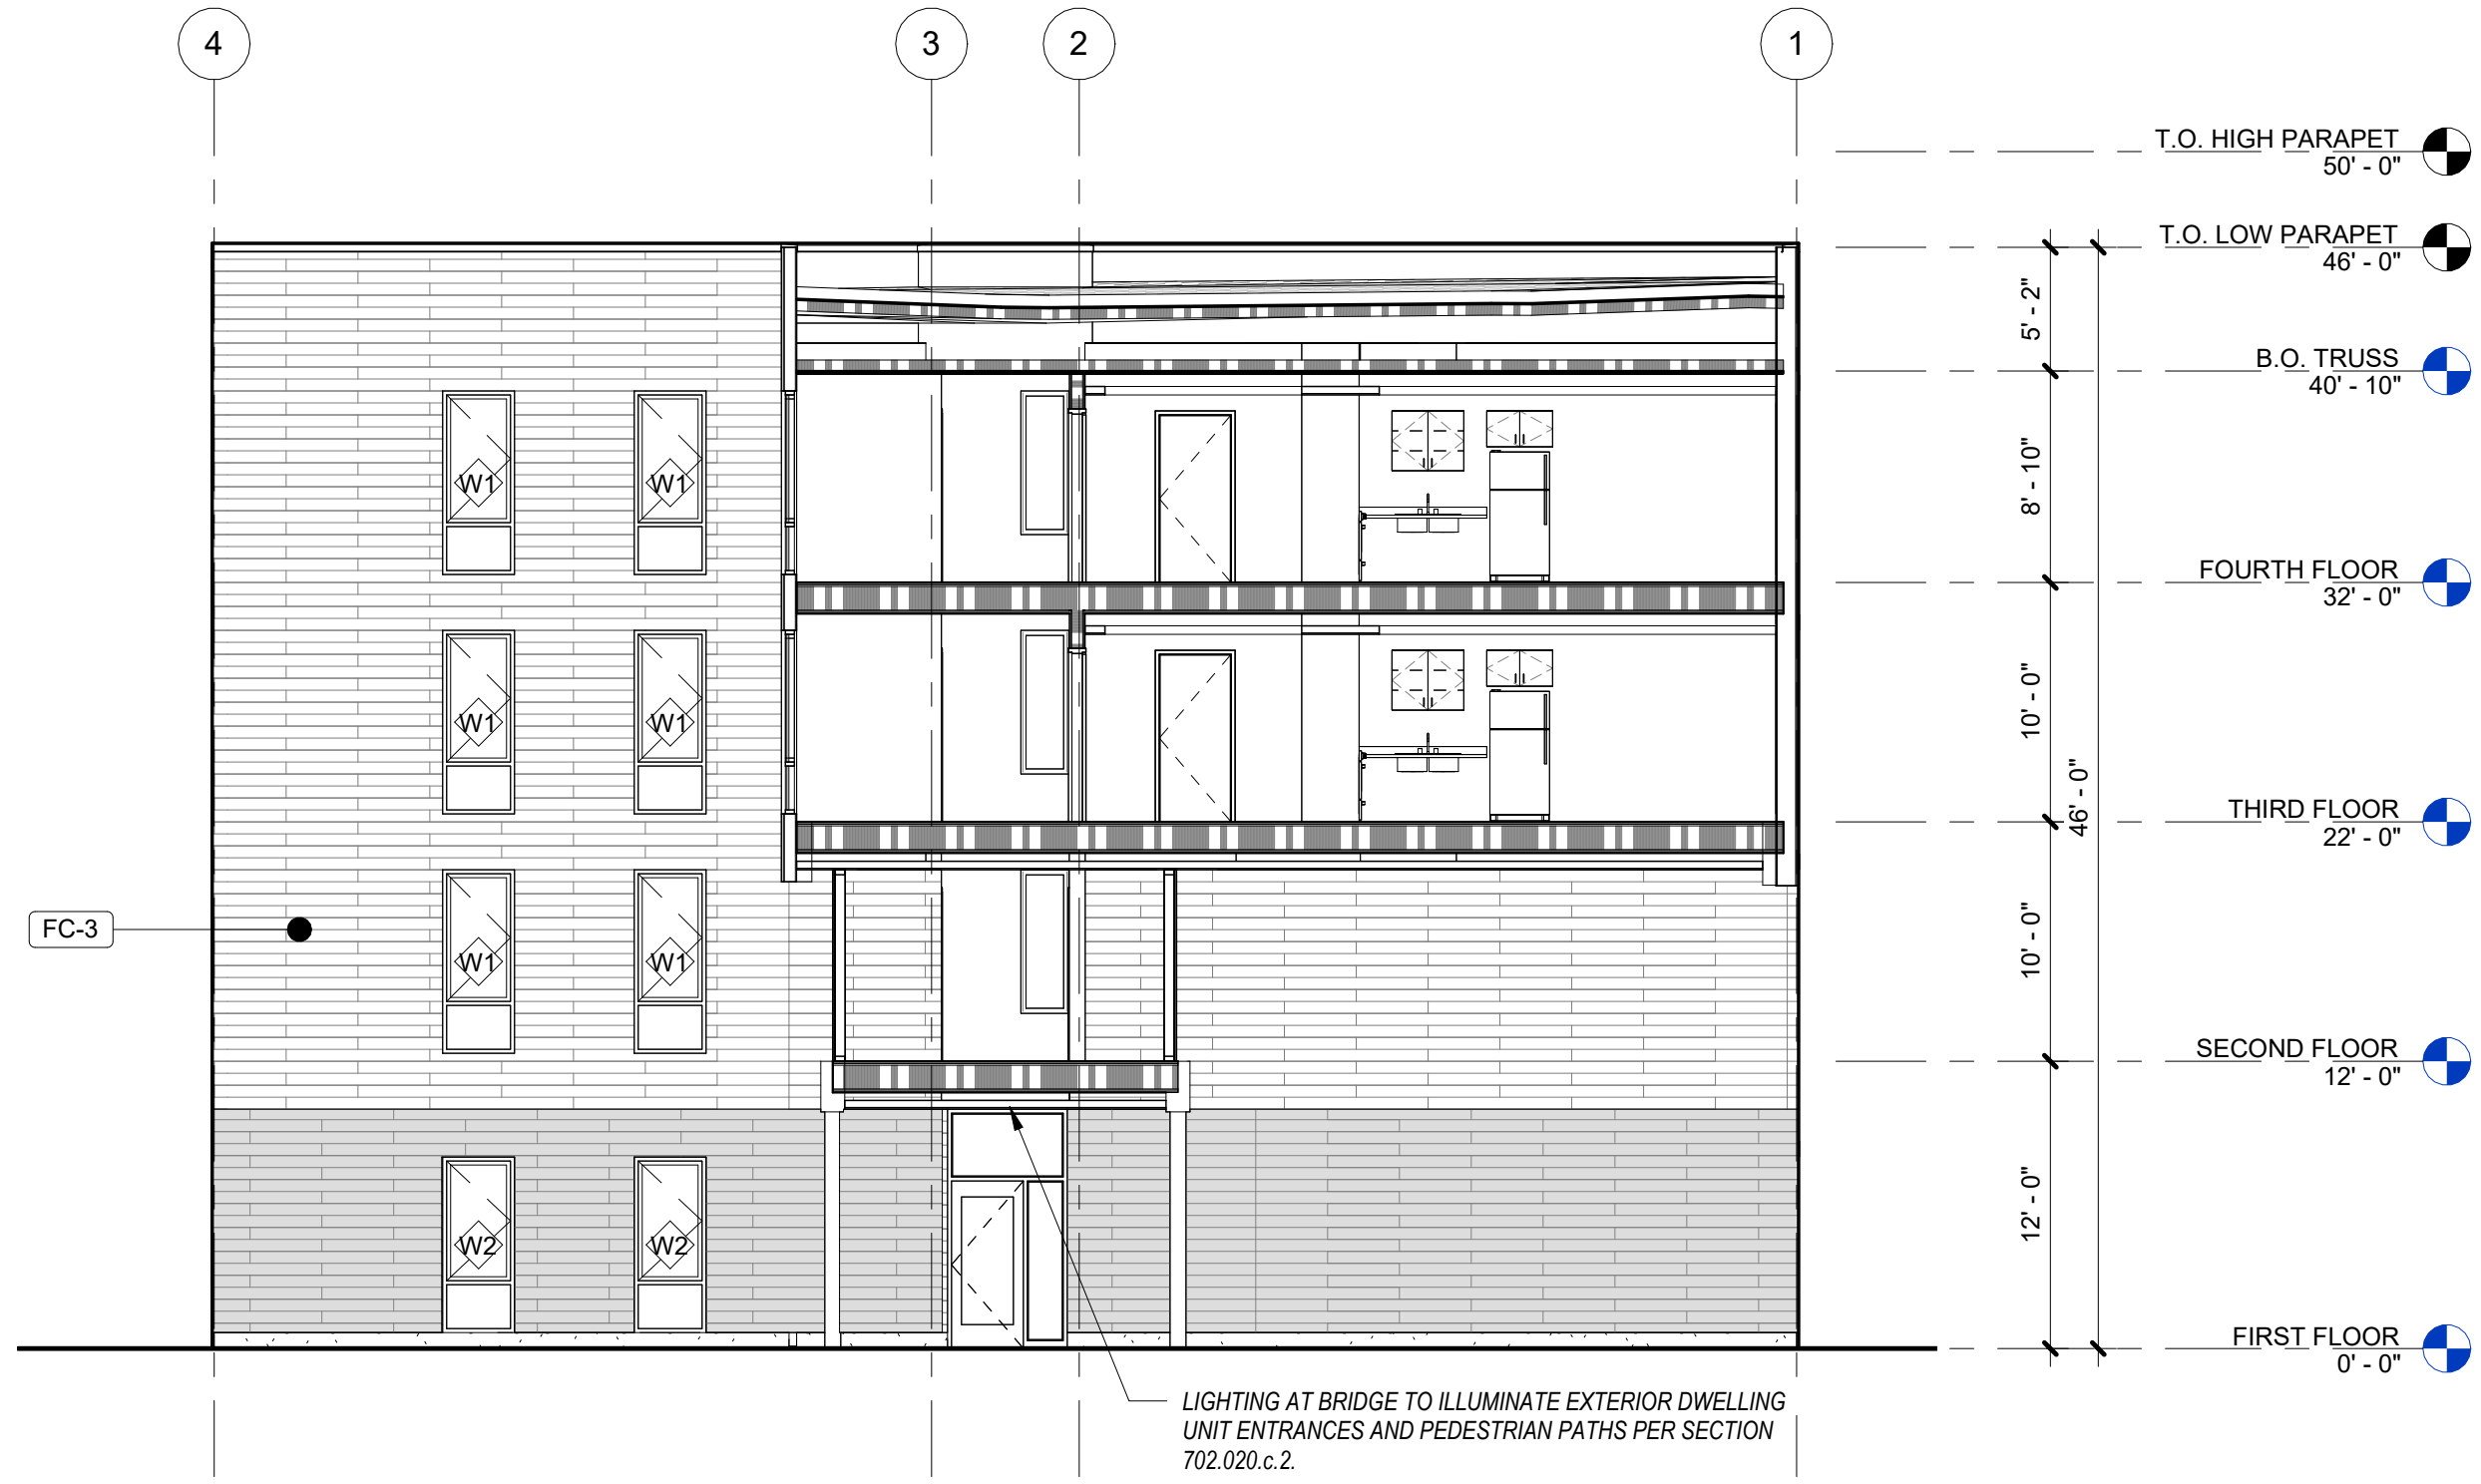 4
3
2
1
T.O. HIGH PARAPET
50' - 0"
T.O. LOW PARAPET
46' - 0"
5' - 2"
B.O. TRUSS
40' - 10"
8' - 10"
W1
W1
FOURTH FLOOR
32' - 0"
10' - 0"
W1
W1
46' - 0"
THIRD FLOOR
22' - 0"
FC-3
10' - 0"
W1
W1
SECOND FLOOR
12' - 0"
12' - 0"
W2
W2
FIRST FLOOR
0' - 0"
LIGHTING AT BRIDGE TO ILLUMINATE EXTERIOR DWELLING
UNIT ENTRANCES AND PEDESTRIAN PATHS PER SECTION
702.020.c.2.